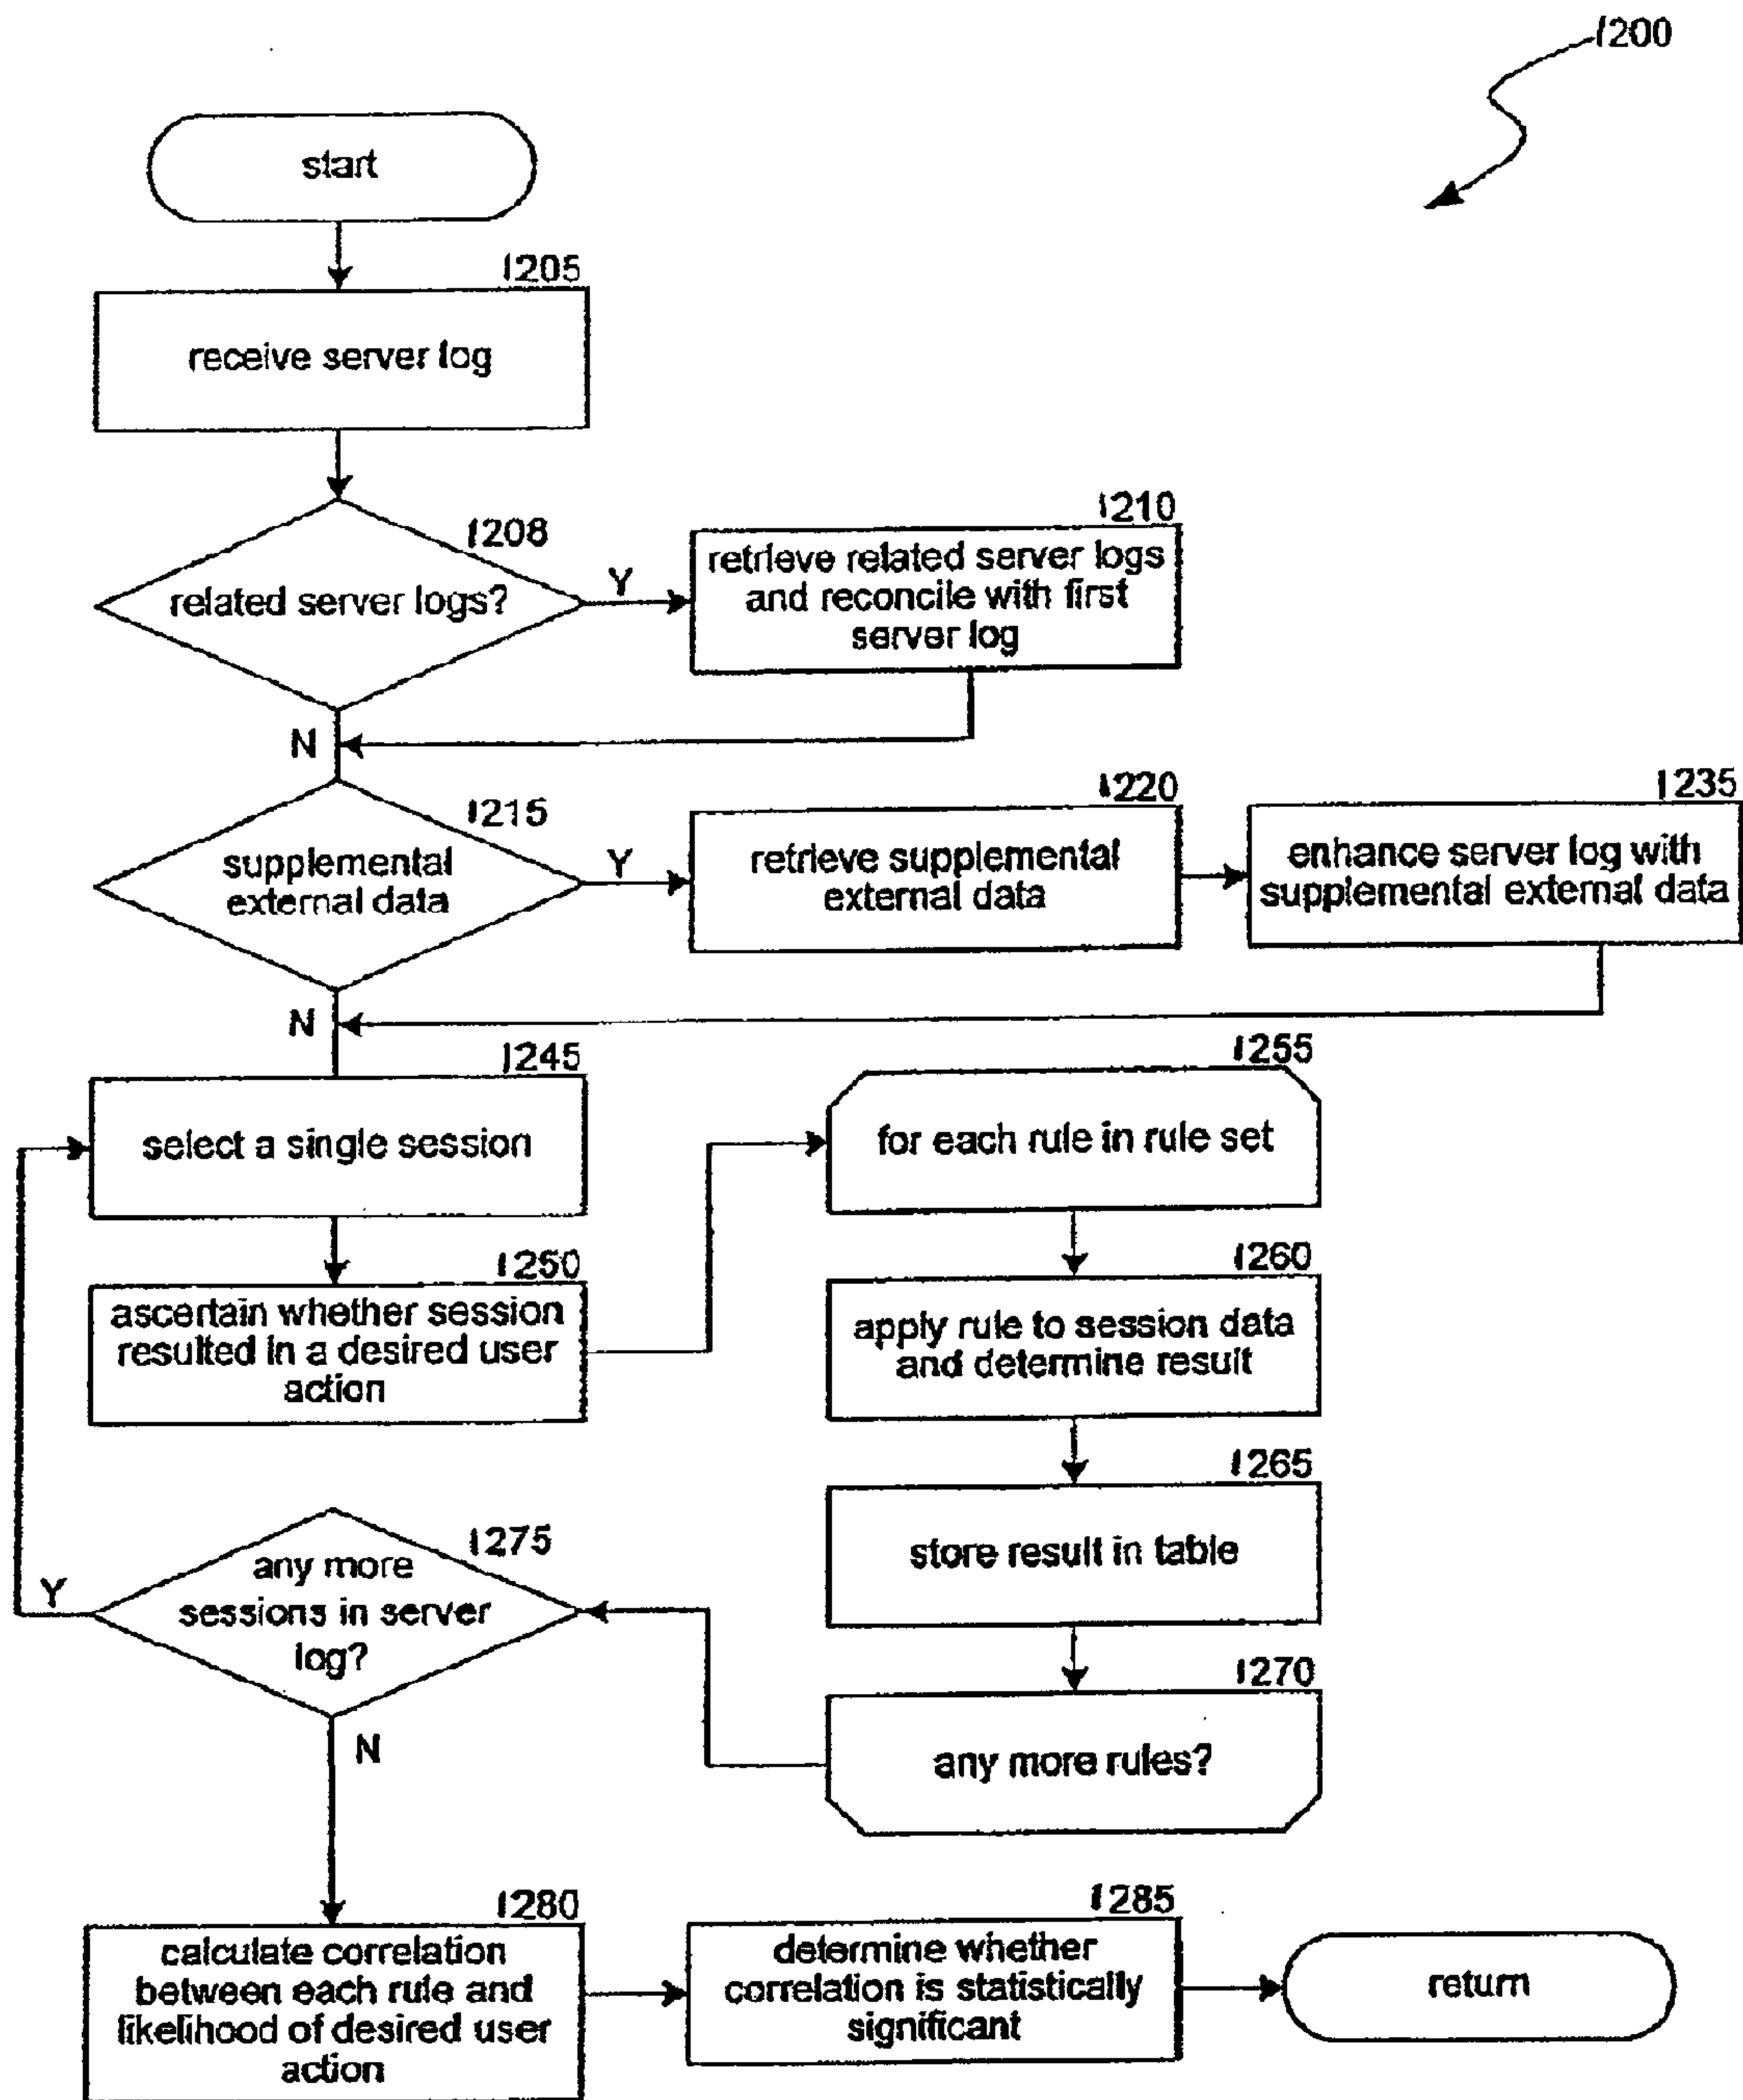 1200
start
1205
receive server log
1208
related server logs?
Y
N
1210
retrieve related server logs
and reconcile with first
server log
1215
supplemental
external data
Y
N
1220
retrieve supplemental
external data
1235
enhance server log with
supplemental external data
1245
select a single session
1250
ascertain whether session
resulted in a desired user
action
1255
for each rule in rule set
1260
apply rule to session data
and determine result
1265
store result in table
1270
any more rules?
1275
any more
sessions in server
log?
Y
N
1280
calculate correlation
between each rule and
likelihood of desired user
action
1285
determine whether
correlation is statistically
significant
return